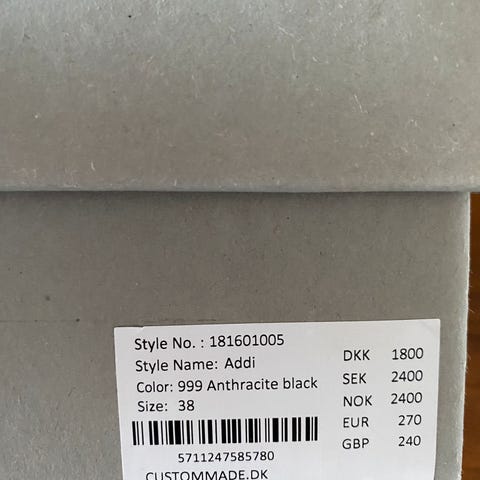 Style No. : 181601005
Style Name: Addi
Color: 999 Anthracite black
Size: 38
5711247585780
CUSTOMMADE.DK
DKK 1800
SEK 2400
NOK 2400
EUR 270
GBP 240